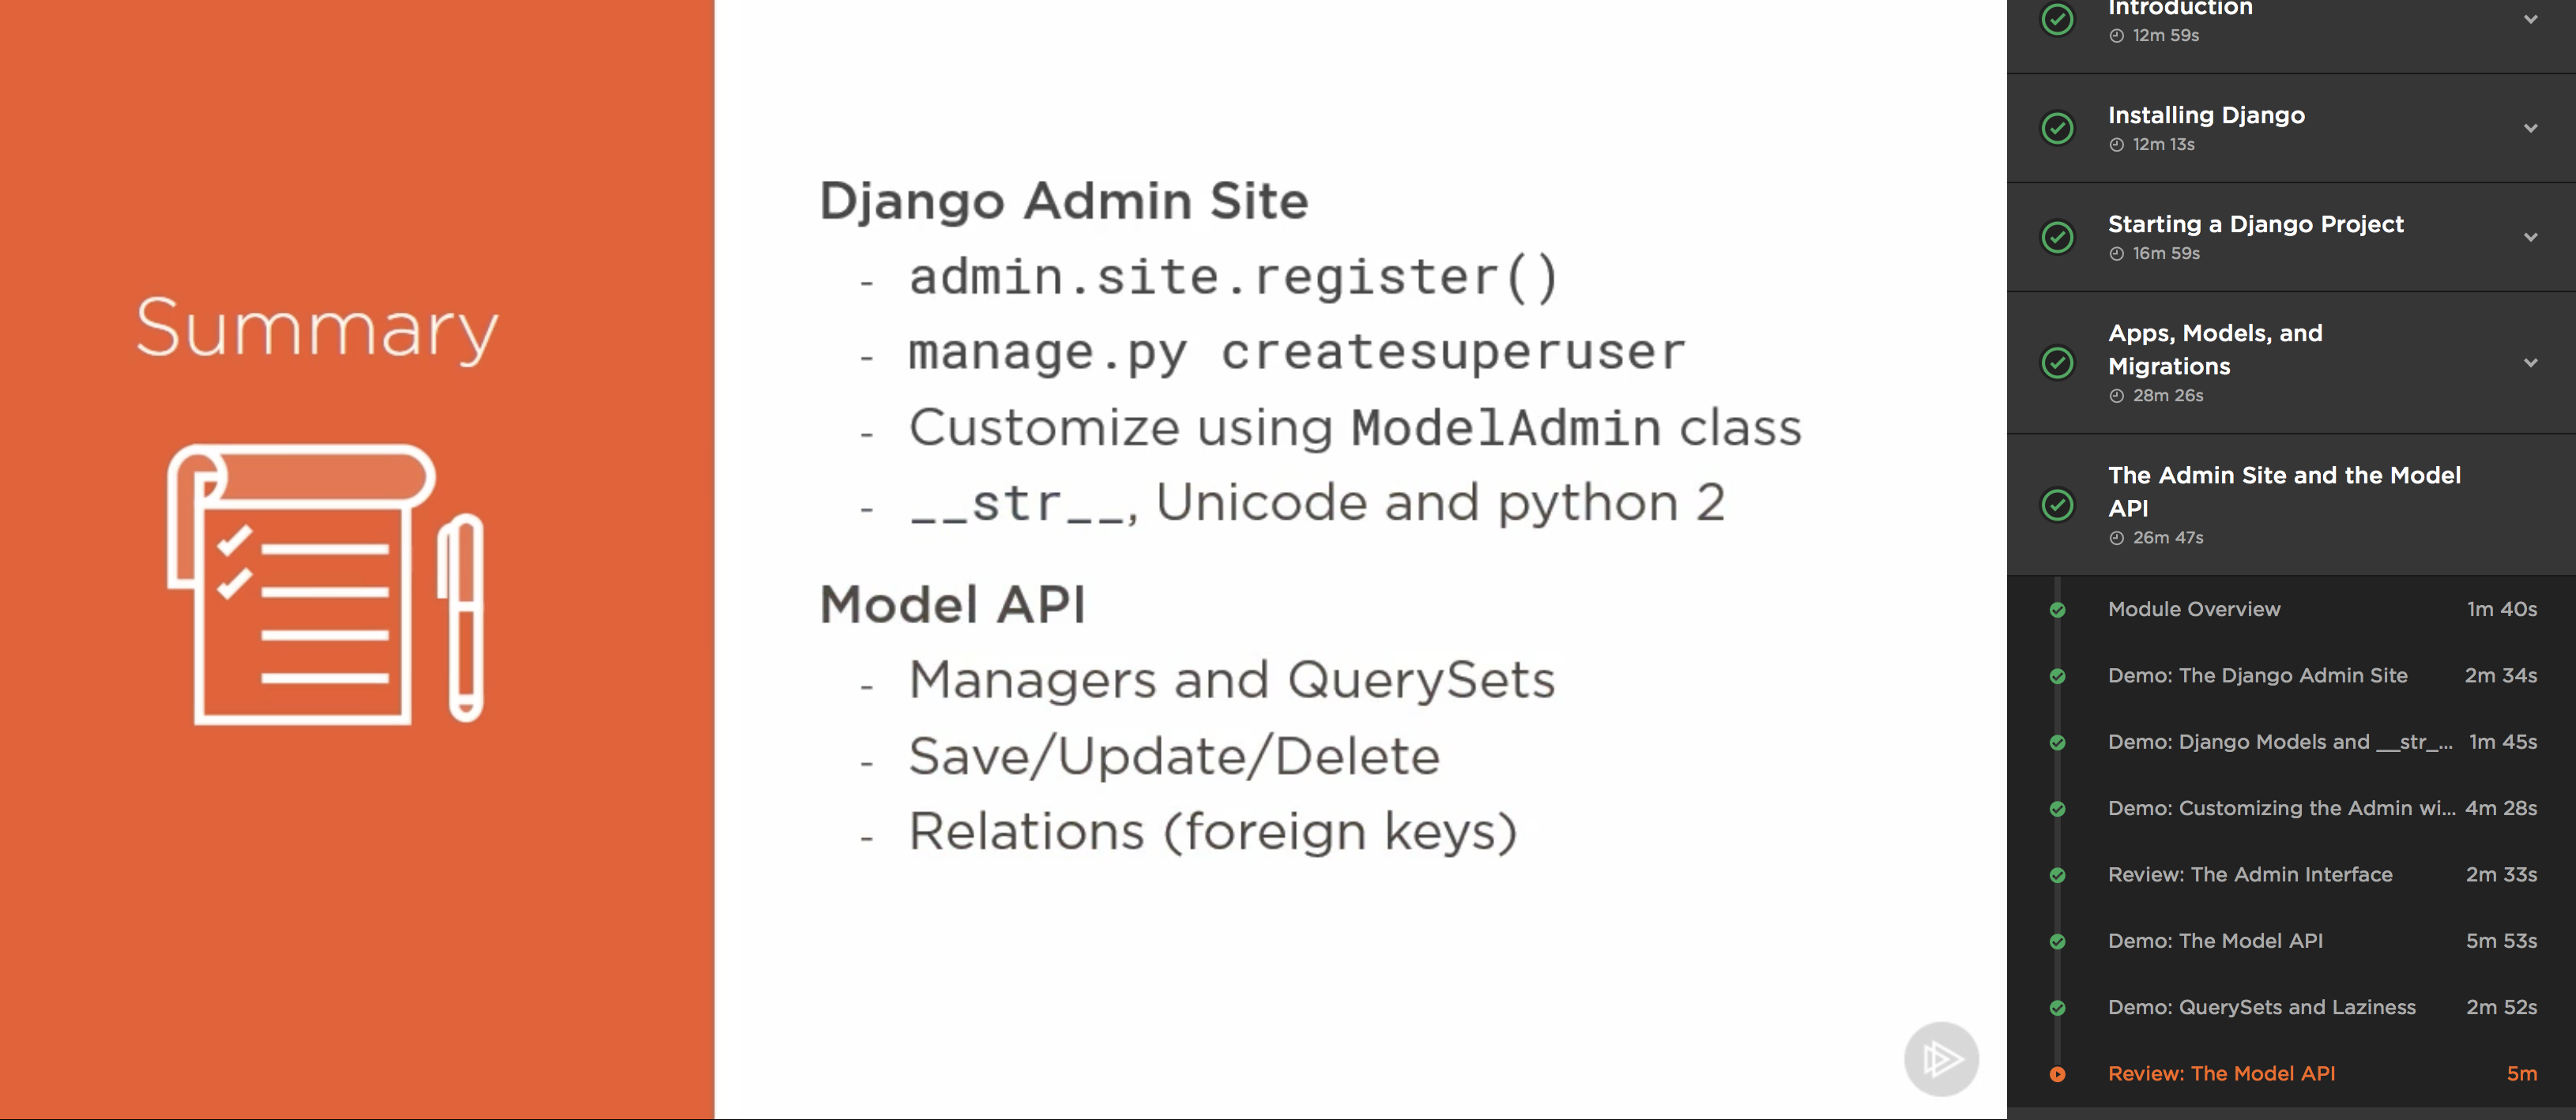 Summary
Django Admin Site
- admin.site.register()
- manage.py createsuperuser
- Customize using ModelAdmin class
- __str__, Unicode and python 2
Model API
- Managers and QuerySets
- Save/Update/Delete
- Relations (foreign keys)
Introduction
12m 59s
Installing Django
12m 13s
Starting a Django Project
16m 59s
Apps, Models, and
Migrations
28m 26s
The Admin Site and the Model
API
26m 47s
Module Overview 1m 40s
Demo: The Django Admin Site 2m 34s
Demo: Django Models and __str_... 1m 45s
Demo: Customizing the Admin wi... 4m 28s
Review: The Admin Interface 2m 33s
Demo: The Model API 5m 53s
Demo: QuerySets and Laziness 2m 52s
Review: The Model API 5m